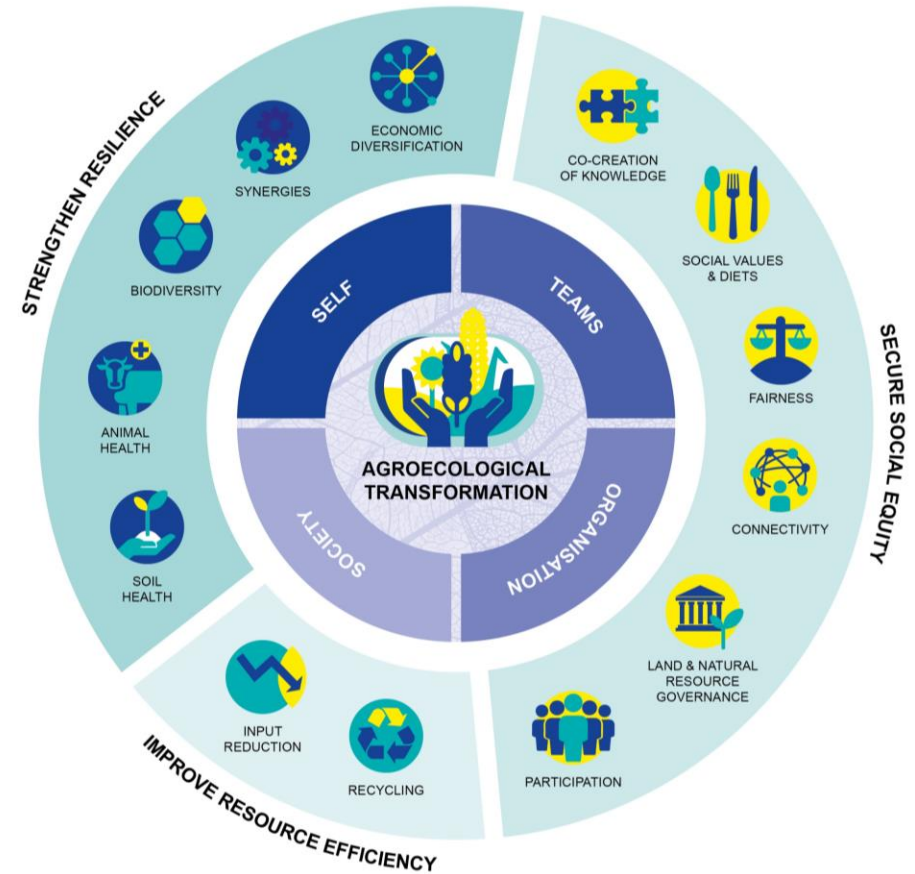 STRENGTHEN RESILIENCE
ECONOMIC
DIVERSIFICATION
SYNERGIES
BIODIVERSITY
ANIMAL
HEALTH
SOIL
HEALTH
SECURE SOCIAL EQUITY
CO-CREATION
OF KNOWLEDGE
SOCIAL VALUES
& DIETS
FAIRNESS
CONNECTIVITY
LAND & NATURAL
RESOURCE
GOVERNANCE
PARTICIPATION
IMPROVE RESOURCE EFFICIENCY
INPUT
REDUCTION
RECYCLING
SELF
TEAMS
ORGANISATION
SOCIETY
AGROECOLOGICAL
TRANSFORMATION